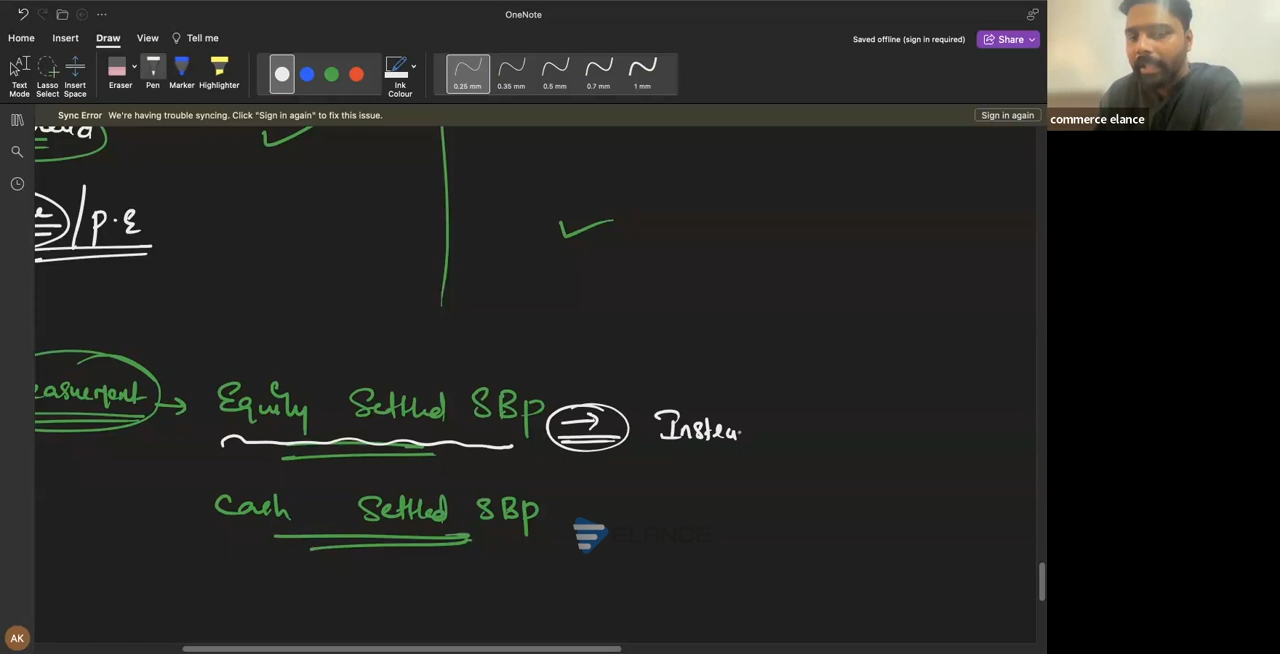 OneNote
Home Insert Draw View Tell me
Saved offline (sign in required) Share
Text Mode Lasso Select Insert Space Eraser Pen Marker Highlighter Ink Colour 0.25 mm 0.35 mm 0.5 mm 0.7 mm 1 mm
Sync Error We're having trouble syncing. Click "Sign in again" to fix this issue. Sign in again
commerce elance
/ P.E
easurement → Equity Settled SBP → Instea
Cash Settled SBP
ELANCE
AK